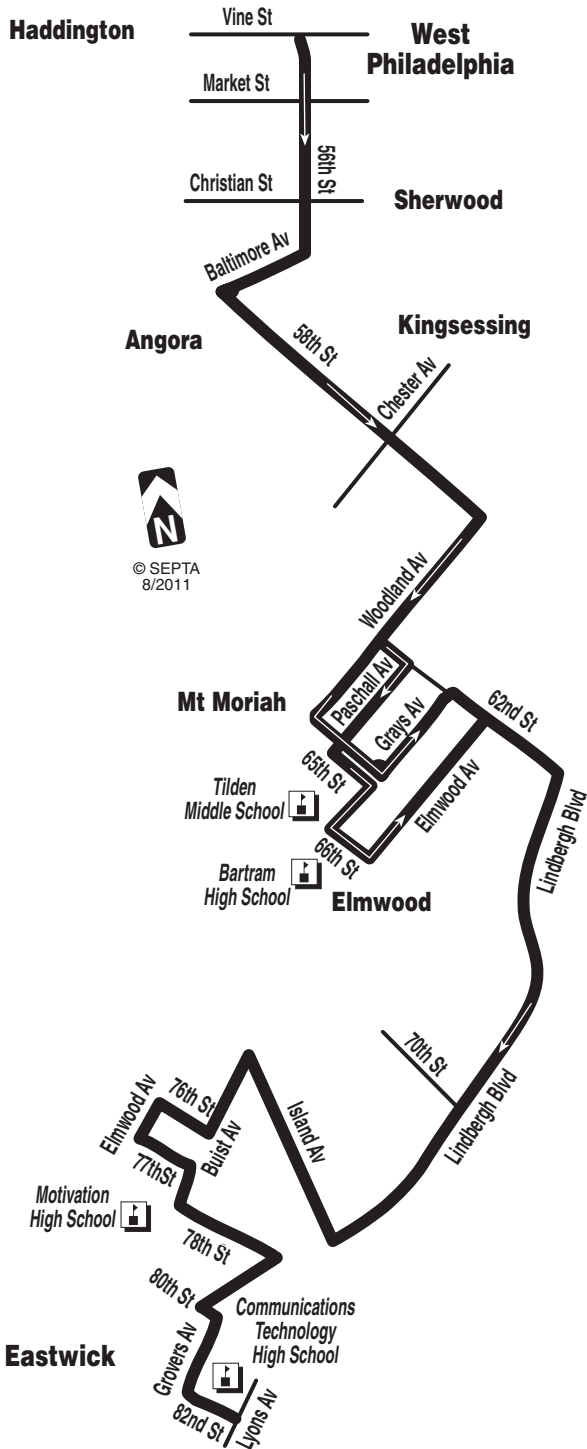 Vine St
Haddington
West
Philadelphia
Market St
56th St
Christian St
Sherwood
Baltimore Av
Kingsessing
Angora
58th St
Chester Av
N
© SEPTA
8/2011
Woodland Av
Mt Moriah
Paschall Av
Grays Av
62nd St
65th St
Elmwood Av
Tilden
Middle School
66th St
Lindbergh Blvd
Bartram
High School
Elmwood
70th St
Lindbergh Blvd
Elmwood Av
76th St
Buist Av
Island Av
77thSt
Motivation
High School
78th St
80th St
Communications
Technology
High School
Eastwick
Grovers Av
82nd St
Lyons Av